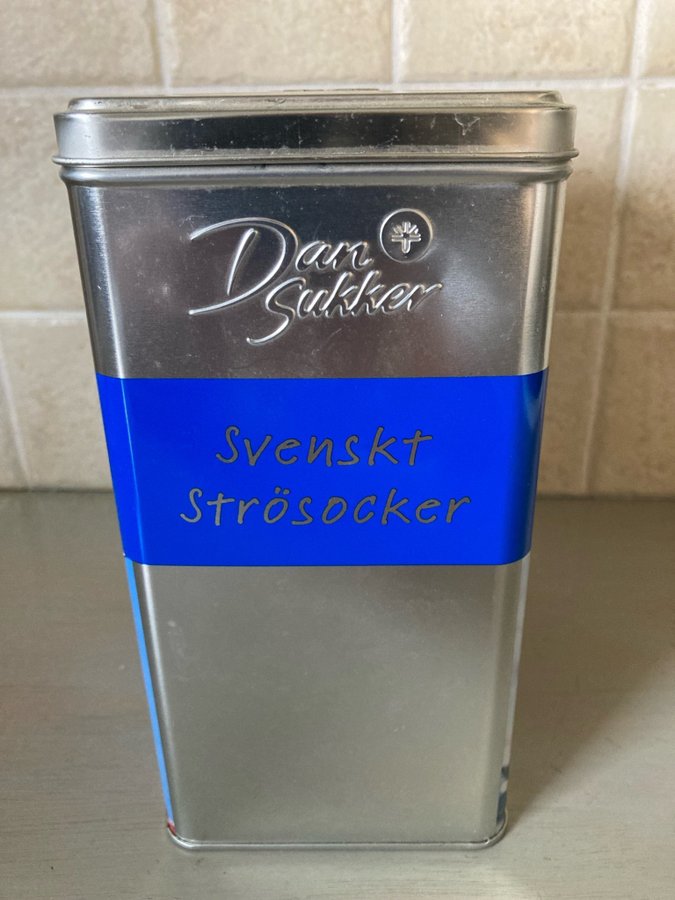 Dan
Sukker
Svenskt
Strösocker